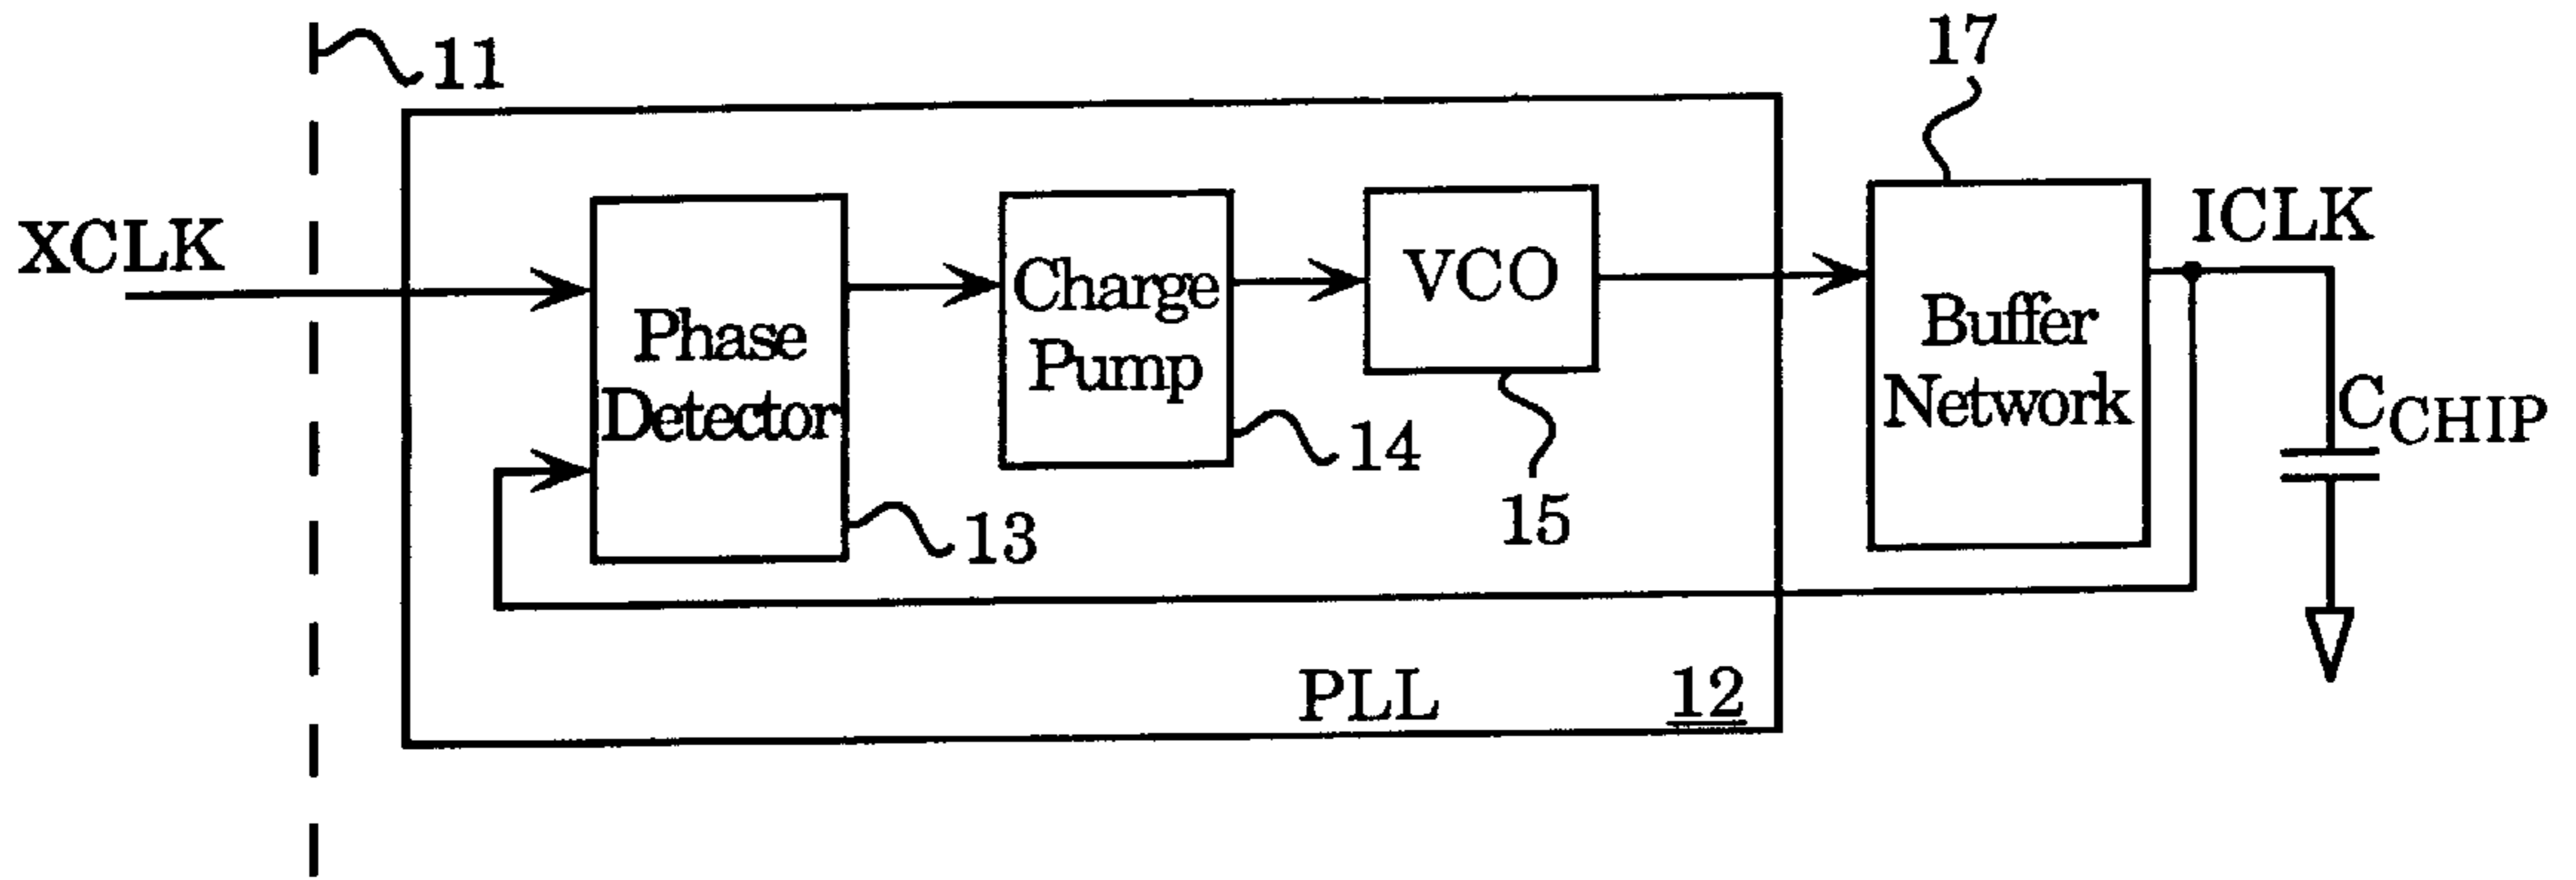 11
17
XCLK
Phase
Detector
13
Charge
Pump
14
VCO
15
Buffer
Network
ICLK
CCHIP
PLL
12